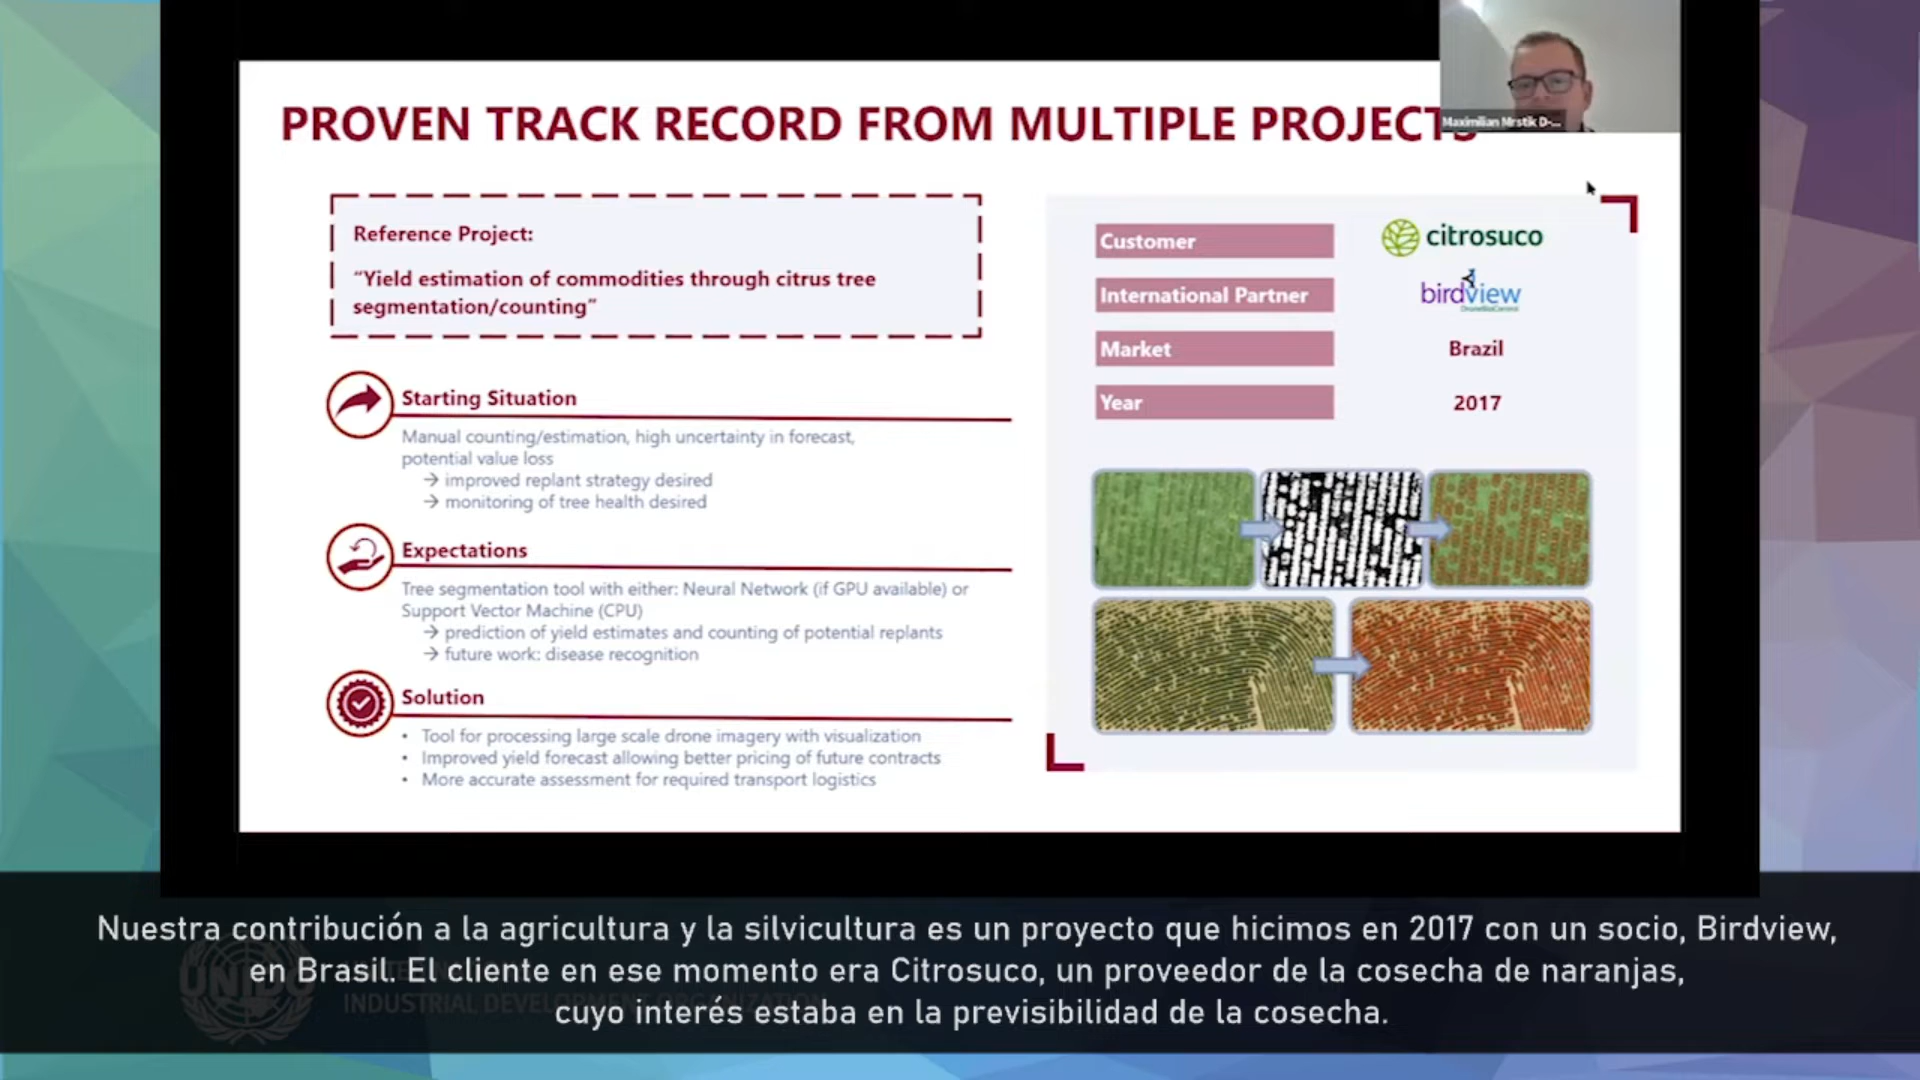 PROVEN TRACK RECORD FROM MULTIPLE PROJECTS
Maximilian Mrstik D-...
Reference Project:
“Yield estimation of commodities through citrus tree
segmentation/counting”
Starting Situation
Manual counting/estimation, high uncertainty in forecast,
potential value loss
→ improved replant strategy desired
→ monitoring of tree health desired
Expectations
Tree segmentation tool with either: Neural Network (if GPU available) or
Support Vector Machine (CPU)
→ prediction of yield estimates and counting of potential replants
→ future work: disease recognition
Solution
• Tool for processing large scale drone imagery with visualization
• Improved yield forecast allowing better pricing of future contracts
• More accurate assessment for required transport logistics
Customer
citrosuco
International Partner
birdview
Market
Brazil
Year
2017
Nuestra contribución a la agricultura y la silvicultura es un proyecto que hicimos en 2017 con un socio, Birdview,
en Brasil. El cliente en ese momento era Citrosuco, un proveedor de la cosecha de naranjas,
cuyo interés estaba en la previsibilidad de la cosecha.
UNIDO
INDUSTRIAL DEVELOPMENT ORGANIZATION